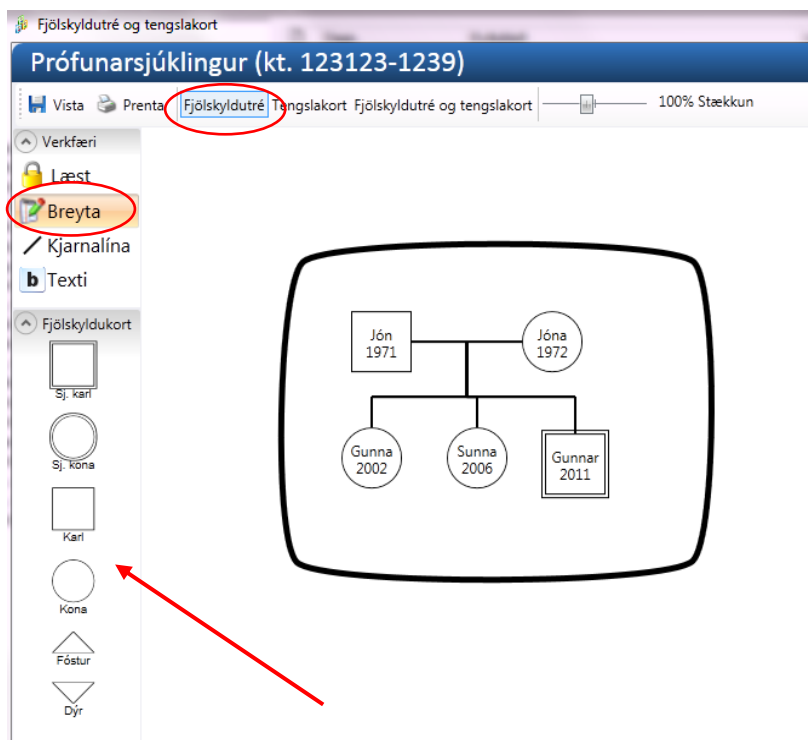 Fjölskyldutré og tengslakort
Prófunarsjúklingur (kt. 123123-1239)
Vista Prenta Fjölskyldutré Tengslakort Fjölskyldutré og tengslakort 100% Stækkun
Verkfæri
Læst
Breyta
Kjarnalína
b Texti
Fjölskyldukort
Sj. karl
Sj. kona
Karl
Kona
Fóstur
Dýr
Jón
1971
Jóna
1972
Gunna
2002
Sunna
2006
Gunnar
2011